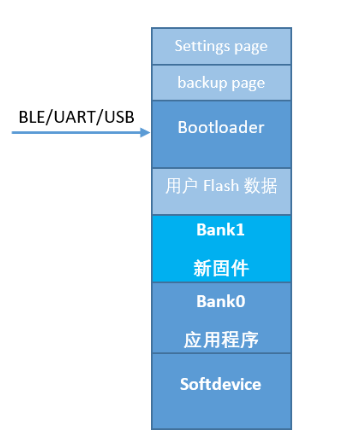 Settings page
backup page
BLE/UART/USB
Bootloader
用户 Flash 数据
Bank1
新固件
Bank0
应用程序
Softdevice